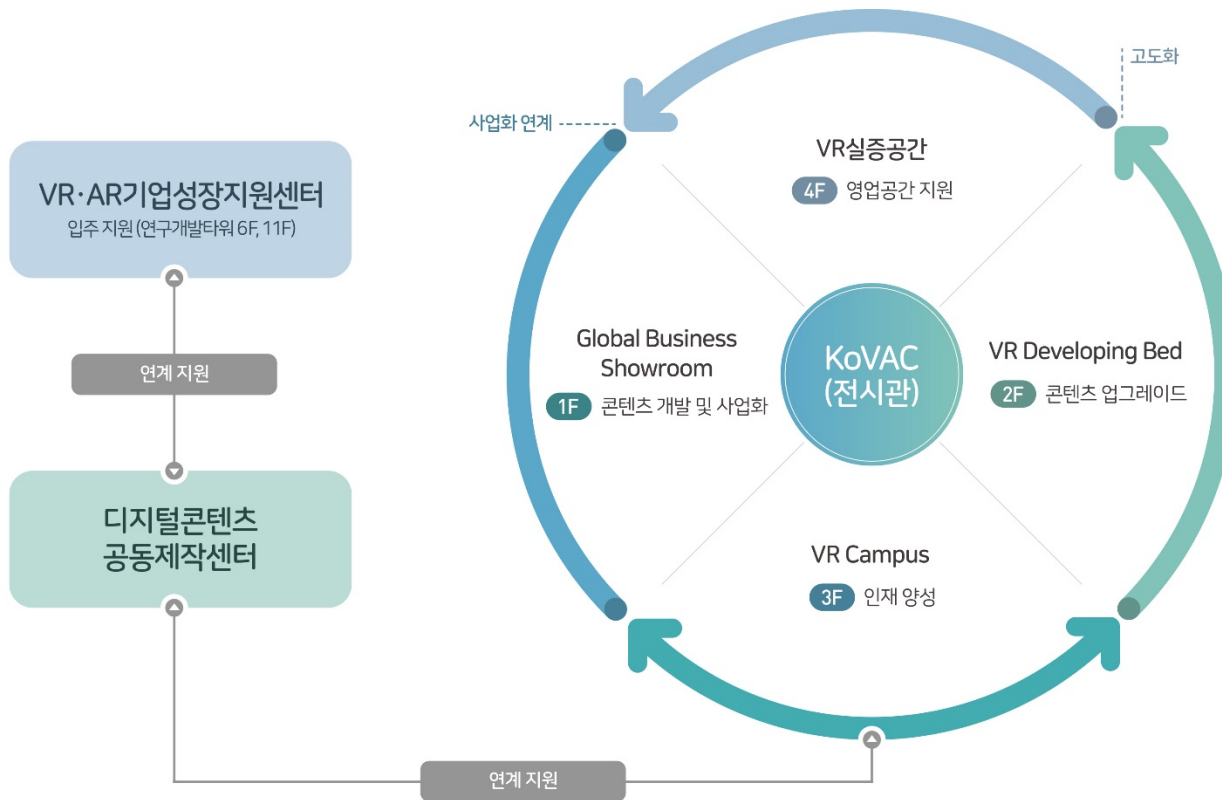 VR·AR기업성장지원센터
입주 지원 (연구개발타워 6F, 11F)
연계 지원
디지털콘텐츠
공동제작센터
연계 지원
고도화
사업화 연계
VR실증공간
4F 영업공간 지원
Global Business
Showroom
1F 콘텐츠 개발 및 사업화
KoVAC
(전시관)
VR Developing Bed
2F 콘텐츠 업그레이드
VR Campus
3F 인재 양성